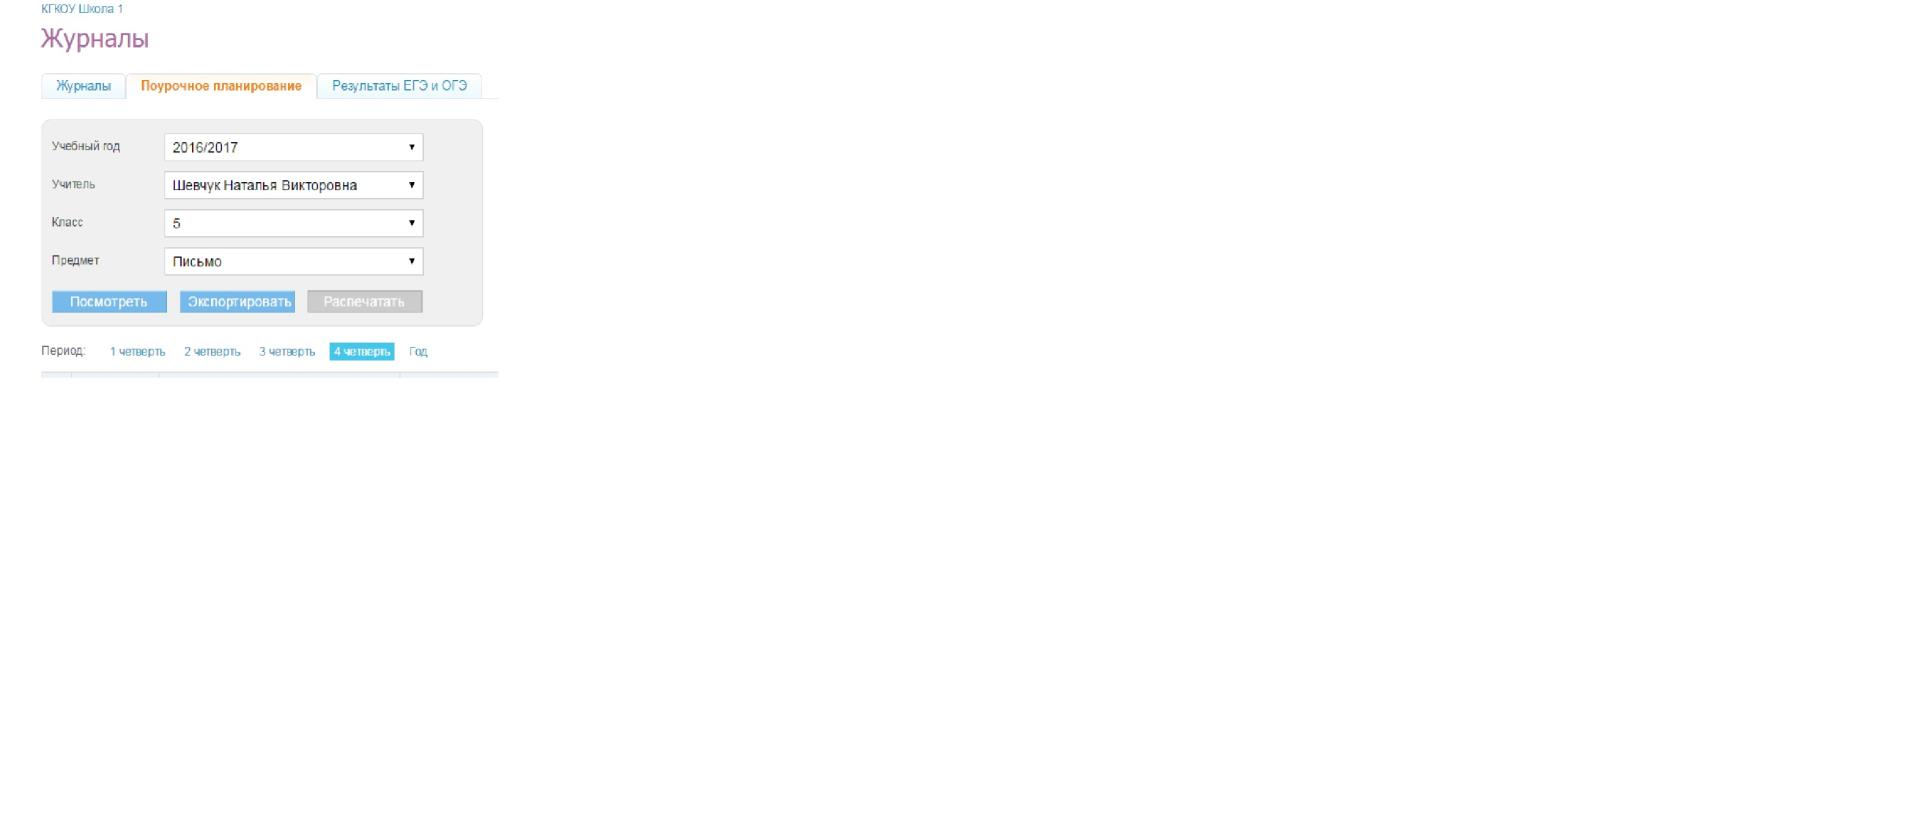 КГКОУ Школа 1
Журналы
Журналы Поурочное планирование Результаты ЕГЭ и ОГЭ
Учебный год 2016/2017
Учитель Шевчук Наталья Викторовна
Класс 5
Предмет Письмо
Посмотреть Экспортировать Распечатать
Период: 1 четверть 2 четверть 3 четверть 4 четверть Год